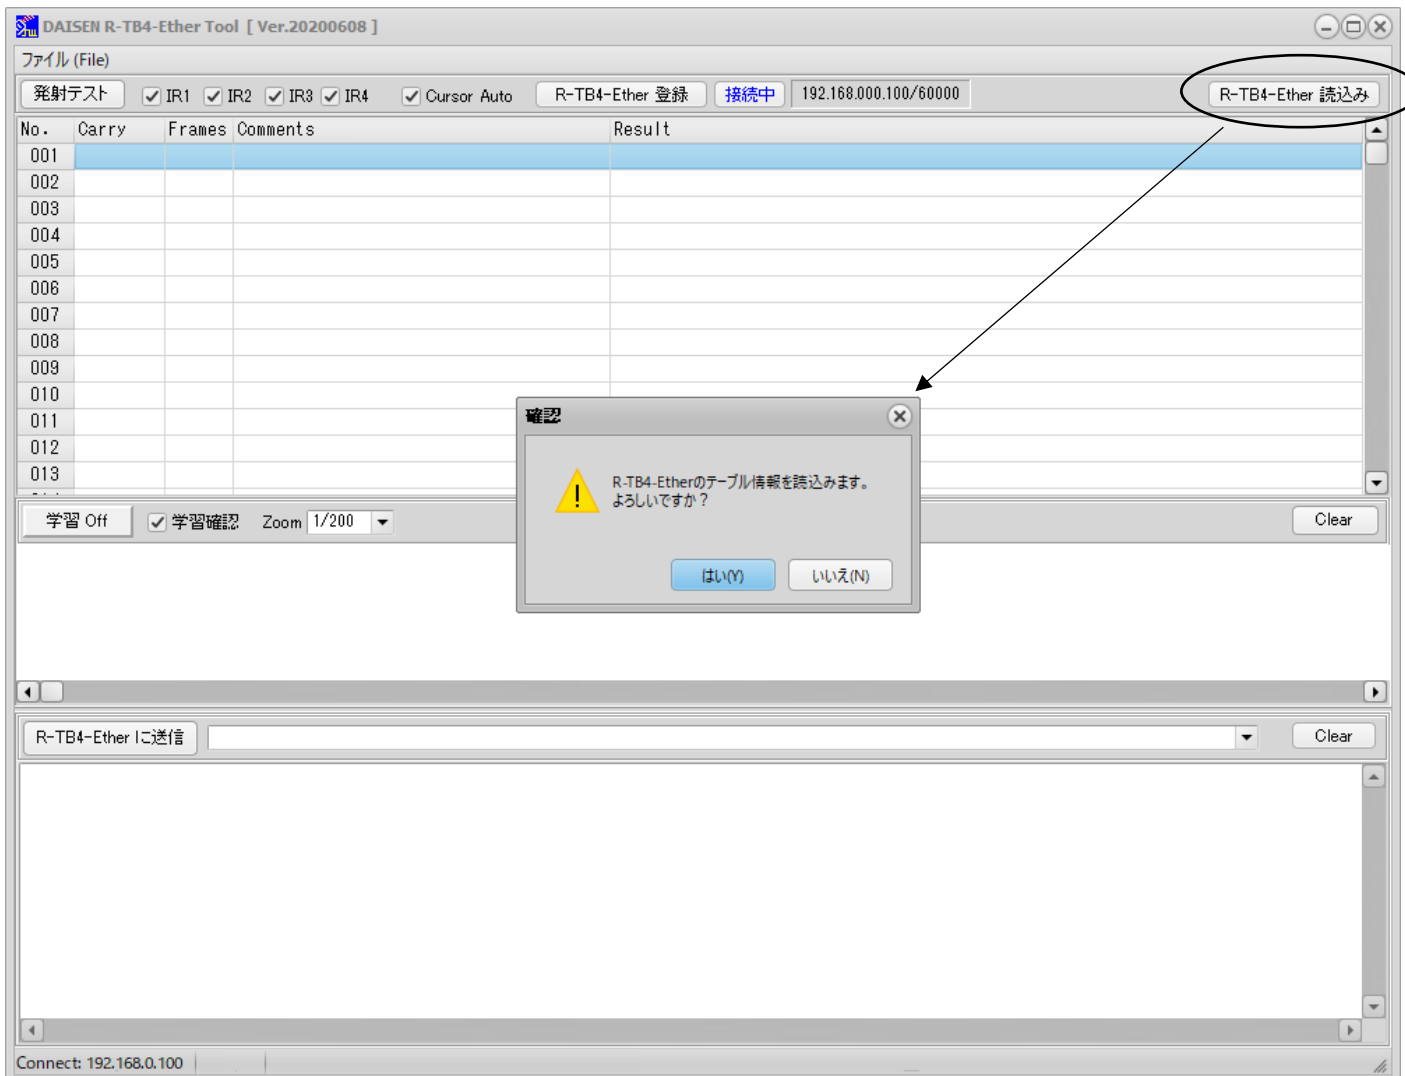 DAISEN R-TB4-Ether Tool [ Ver.20200608 ]
ファイル (File)
発射テスト IR1 IR2 IR3 IR4 Cursor Auto R-TB4-Ether 登録 接続中 192.168.000.100/60000 R-TB4-Ether 読込み
No. Carry Frames Comments Result
001
002
003
004
005
006
007
008
009
010
011
012
013
確認
R-TB4-Etherのテーブル情報を読込みます。
よろしいですか？
はい(Y) いいえ(N)
学習 Off 学習確認 Zoom 1/200 Clear
R-TB4-Ether に送信 Clear
Connect: 192.168.0.100